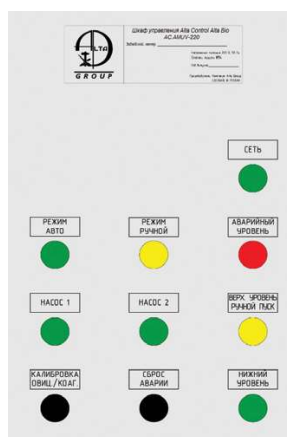 ALTA
GROUP
Шкаф управления Alta Control Alta Bio
AC.AMUV-220
СЕТЬ
РЕЖИМ
АВТО
РЕЖИМ
РУЧНОЙ
АВАРИЙНЫЙ
УРОВЕНЬ
НАСОС 1
НАСОС 2
ВЕРХ. УРОВЕНЬ
РУЧНОЙ ПУСК
КАЛИБРОВКА
ОВИЦ./КОАГ.
СБРОС
АВАРИИ
НИЖНИЙ
УРОВЕНЬ